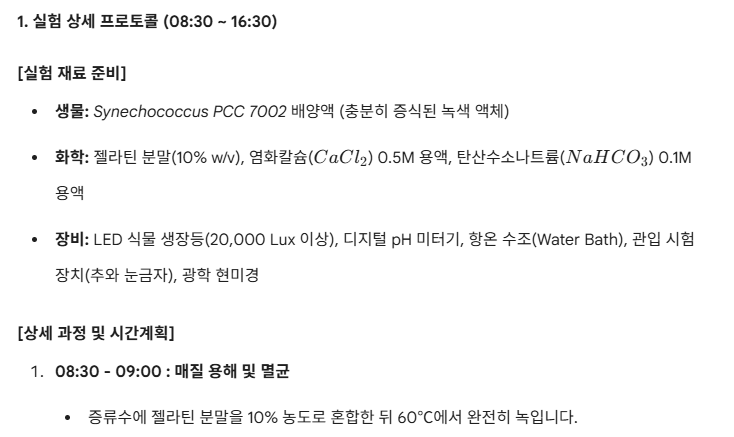 1. 실험 상세 프로토콜 (08:30 ~ 16:30)
[실험 재료 준비]
• 생물: Synechococcus PCC 7002 배양액 (충분히 증식된 녹색 액체)
• 화학: 젤라틴 분말(10% w/v), 염화칼슘(CaCl₂) 0.5M 용액, 탄산수소나트륨(NaHCO₃) 0.1M
용액
• 장비: LED 식물 생장등(20,000 Lux 이상), 디지털 pH 미터기, 항온 수조(Water Bath), 관입 시험
장치(추와 눈금자), 광학 현미경
[상세 과정 및 시간계획]
1. 08:30 - 09:00 : 매질 용해 및 멸균
• 증류수에 젤라틴 분말을 10% 농도로 혼합한 뒤 60°C에서 완전히 녹입니다.